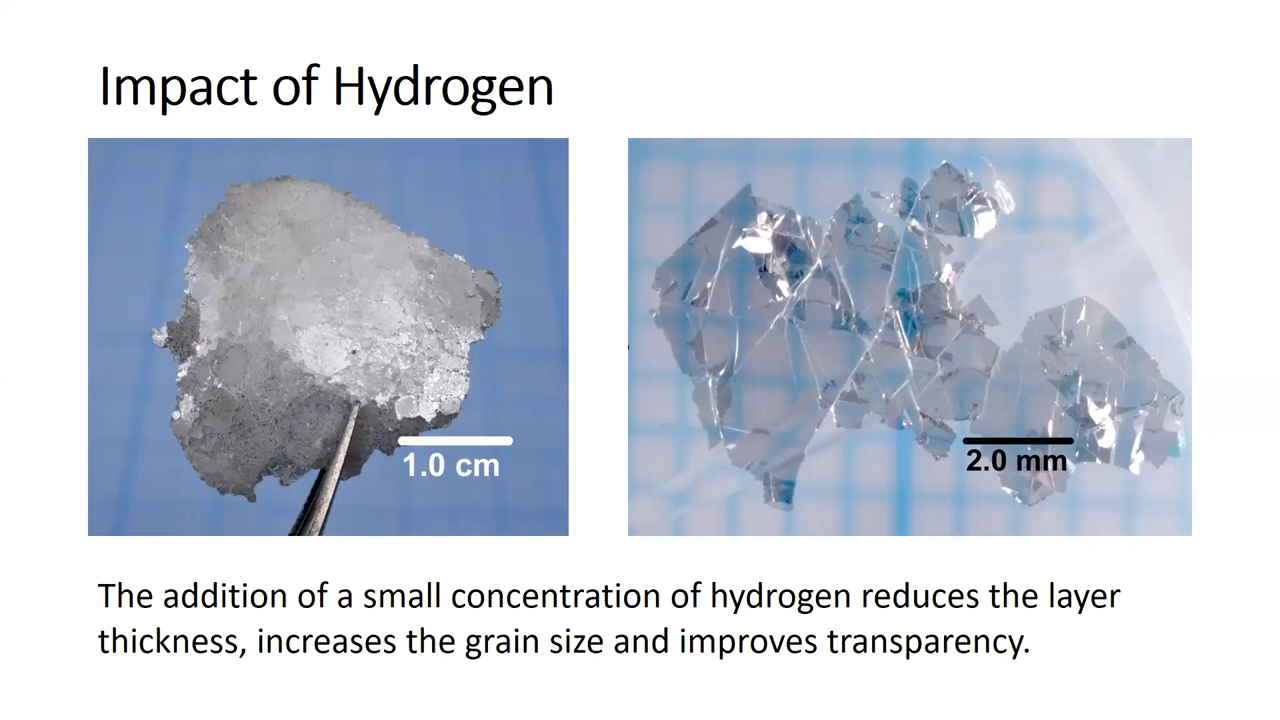 Impact of Hydrogen
1.0 cm
2.0 mm
The addition of a small concentration of hydrogen reduces the layer
thickness, increases the grain size and improves transparency.